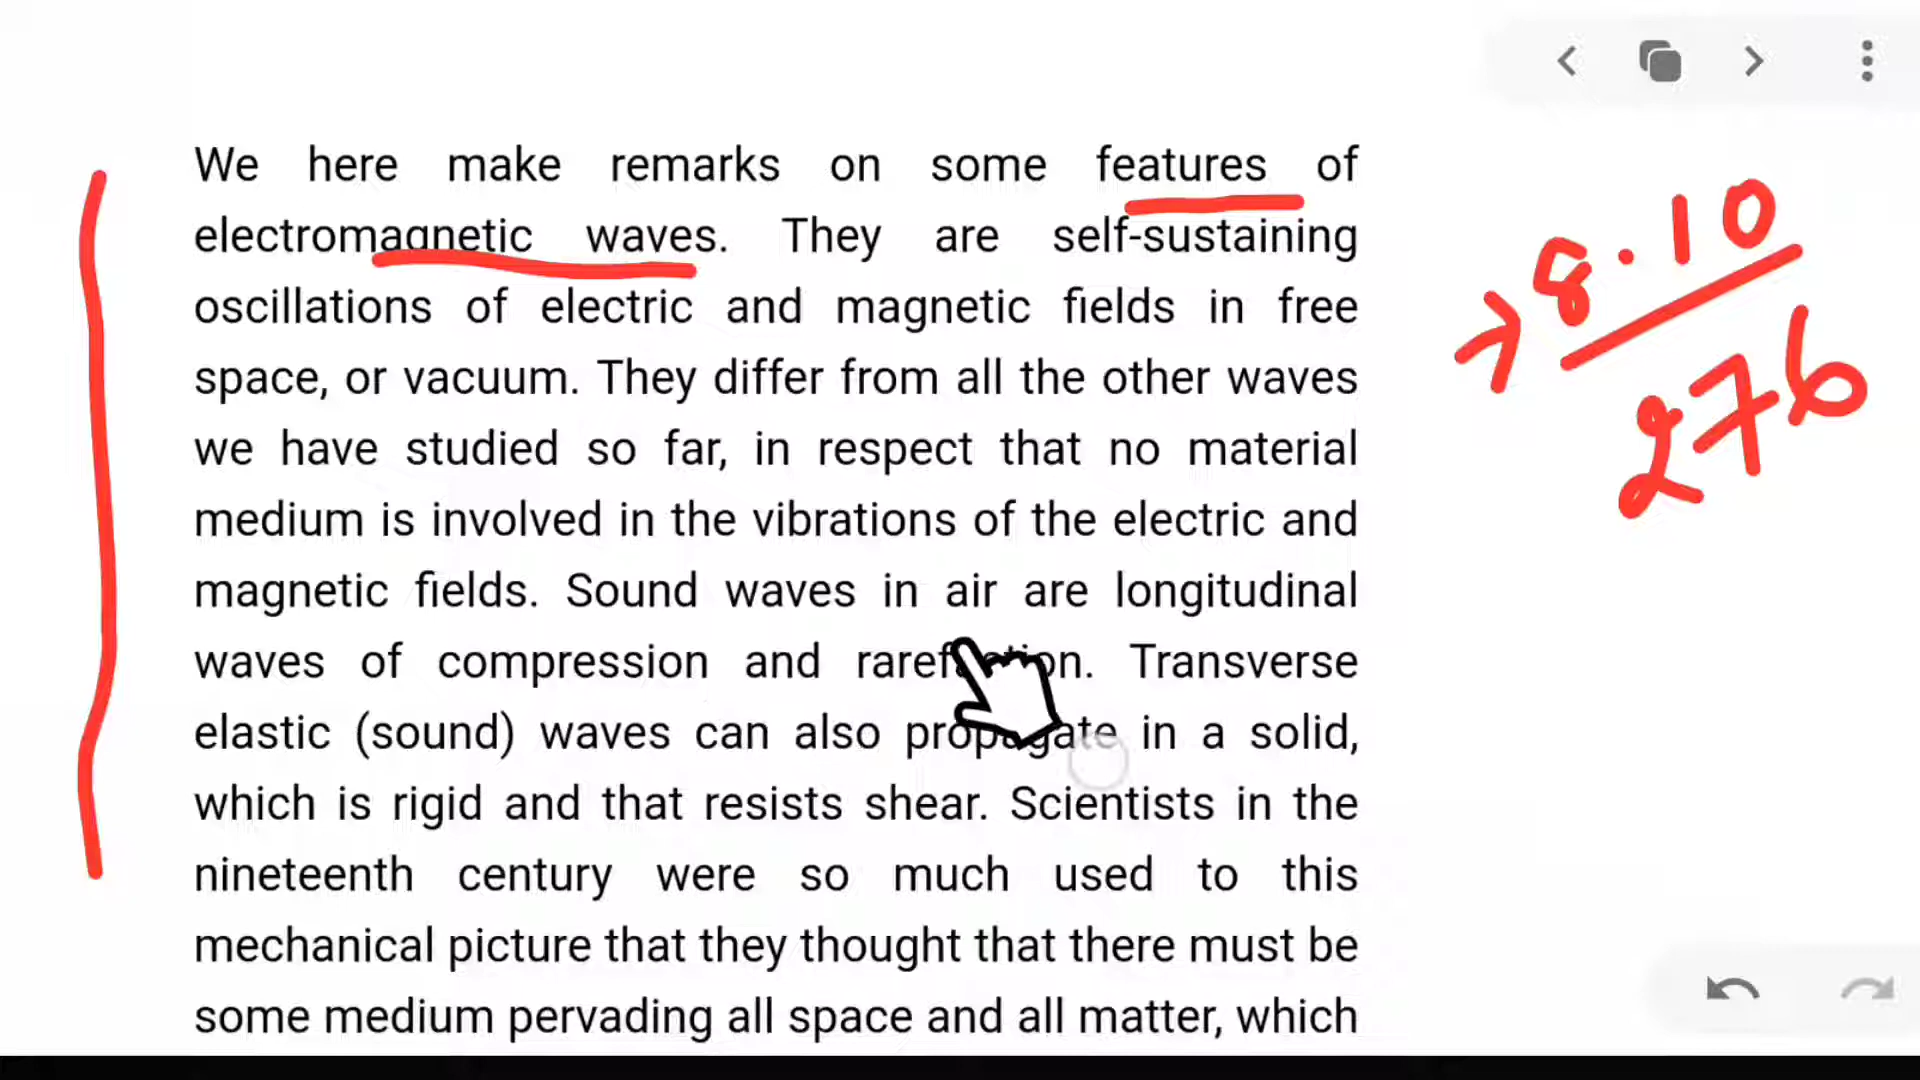 We here make remarks on some features of
electromagnetic waves. They are self-sustaining
oscillations of electric and magnetic fields in free
space, or vacuum. They differ from all the other waves
we have studied so far, in respect that no material
medium is involved in the vibrations of the electric and
magnetic fields. Sound waves in air are longitudinal
waves of compression and rarefaction. Transverse
elastic (sound) waves can also propagate in a solid,
which is rigid and that resists shear. Scientists in the
nineteenth century were so much used to this
mechanical picture that they thought that there must be
some medium pervading all space and all matter, which
8.10
276